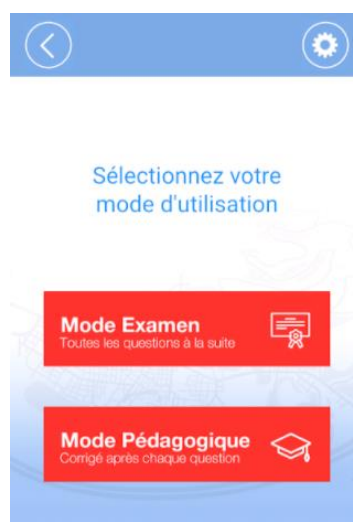 Sélectionnez votre
mode d'utilisation
Mode Examen
Toutes les questions à la suite
Mode Pédagogique
Corrigé après chaque question